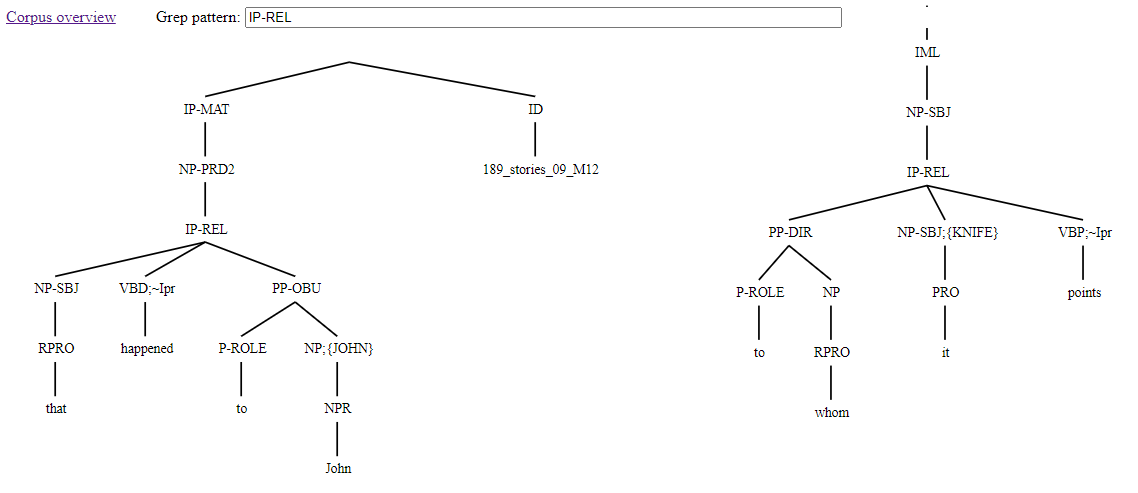 Corpus overview Grep pattern: IP-REL
IML
IP-MAT ID
NP-SBJ
NP-PRD2 189_stories_09_M12
IP-REL
IP-REL
PP-DIR NP-SBJ;{KNIFE} VBP;~Ipr
NP-SBJ VBD;~Ipr PP-OBU
P-ROLE NP PRO points
RPRO happened P-ROLE NP;{JOHN}
to RPRO it
that to NPR
whom
John